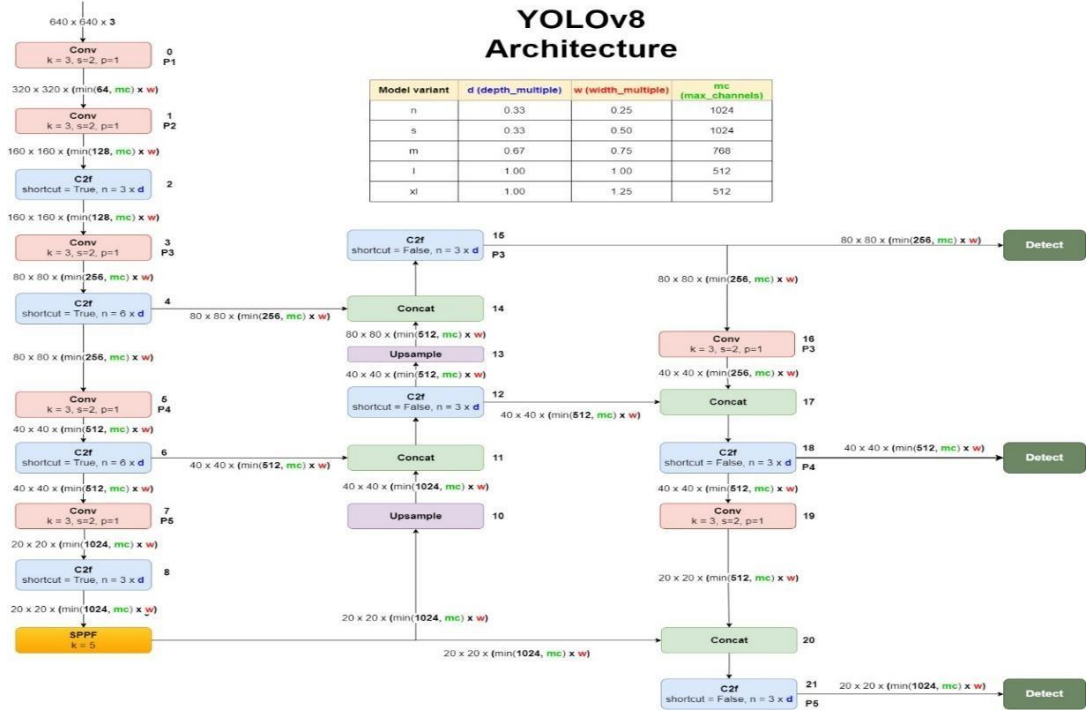 YOLOv8
Architecture
Model variant d (depth_multiple) w (width_multiple) mc (max_channels)
n 0.33 0.25 1024
s 0.33 0.50 1024
m 0.67 0.75 768
l 1.00 1.00 512
xl 1.00 1.25 512
640 x 640 x 3
Conv
k = 3, s=2, p=1
0
P1
320 x 320 x (min(64, mc) x w)
Conv
k = 3, s=2, p=1
1
P2
160 x 160 x (min(128, mc) x w)
C2f
shortcut = True, n = 3 x d
2
160 x 160 x (min(128, mc) x w)
Conv
k = 3, s=2, p=1
3
P3
80 x 80 x (min(256, mc) x w)
C2f
shortcut = True, n = 6 x d
4
80 x 80 x (min(256, mc) x w)
80 x 80 x (min(256, mc) x w)
Conv
k = 3, s=2, p=1
5
P4
40 x 40 x (min(512, mc) x w)
C2f
shortcut = True, n = 6 x d
6
40 x 40 x (min(512, mc) x w)
40 x 40 x (min(512, mc) x w)
Conv
k = 3, s=2, p=1
7
P5
20 x 20 x (min(1024, mc) x w)
C2f
shortcut = True, n = 3 x d
8
20 x 20 x (min(1024, mc) x w)
SPPF
k = 5
C2f
shortcut = False, n = 3 x d
15
P3
Concat
14
80 x 80 x (min(512, mc) x w)
Upsample
13
40 x 40 x (min(512, mc) x w)
C2f
shortcut = False, n = 3 x d
12
40 x 40 x (min(512, mc) x w)
Concat
11
40 x 40 x (min(1024, mc) x w)
Upsample
10
20 x 20 x (min(1024, mc) x w)
20 x 20 x (min(1024, mc) x w)
80 x 80 x (min(256, mc) x w)
Detect
80 x 80 x (min(256, mc) x w)
Conv
k = 3, s=2, p=1
16
P3
40 x 40 x (min(256, mc) x w)
Concat
17
C2f
shortcut = False, n = 3 x d
18
P4
40 x 40 x (min(512, mc) x w)
Detect
40 x 40 x (min(512, mc) x w)
Conv
k = 3, s=2, p=1
19
20 x 20 x (min(512, mc) x w)
Concat
20
C2f
shortcut = False, n = 3 x d
21
P5
20 x 20 x (min(1024, mc) x w)
Detect